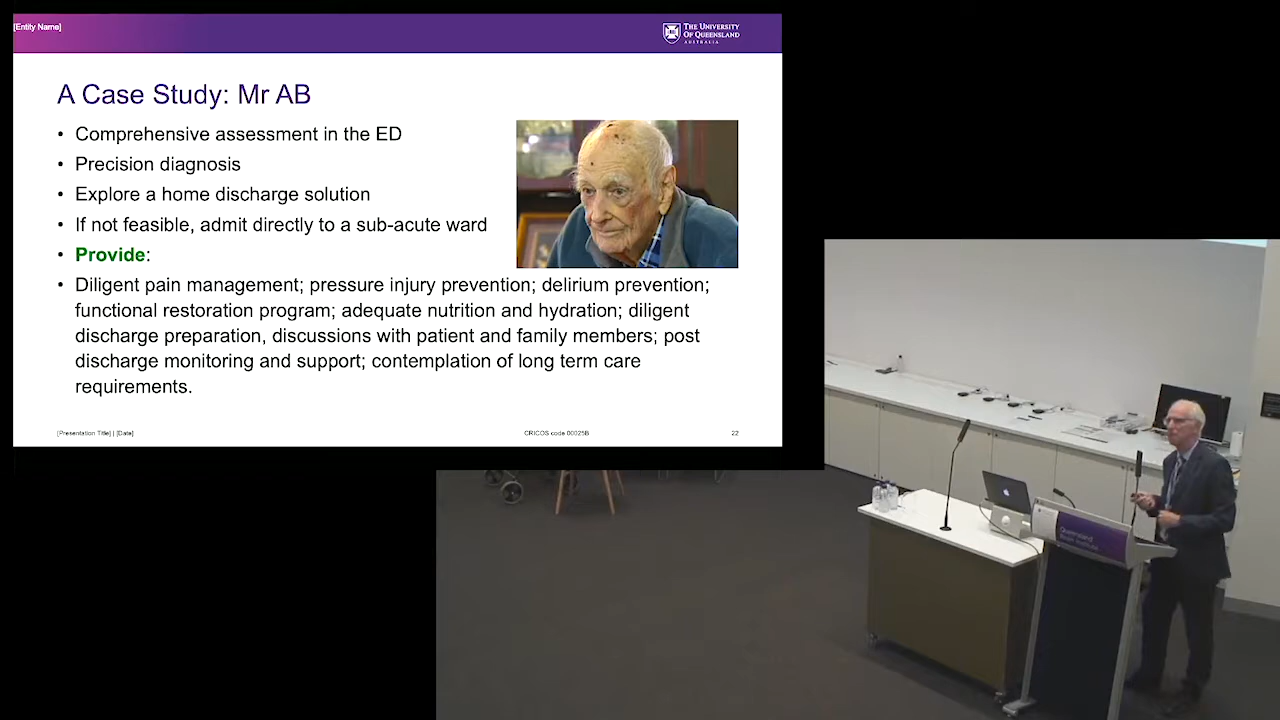 [Entity Name]
THE UNIVERSITY
OF QUEENSLAND
AUSTRALIA
A Case Study: Mr AB
• Comprehensive assessment in the ED
• Precision diagnosis
• Explore a home discharge solution
• If not feasible, admit directly to a sub-acute ward
• Provide:
• Diligent pain management; pressure injury prevention; delirium prevention;
functional restoration program; adequate nutrition and hydration; diligent
discharge preparation, discussions with patient and family members; post
discharge monitoring and support; contemplation of long term care
requirements.
[Presentation Title] | [Date]
CRICOS code 00025B
22
Queensland
Brain Institute